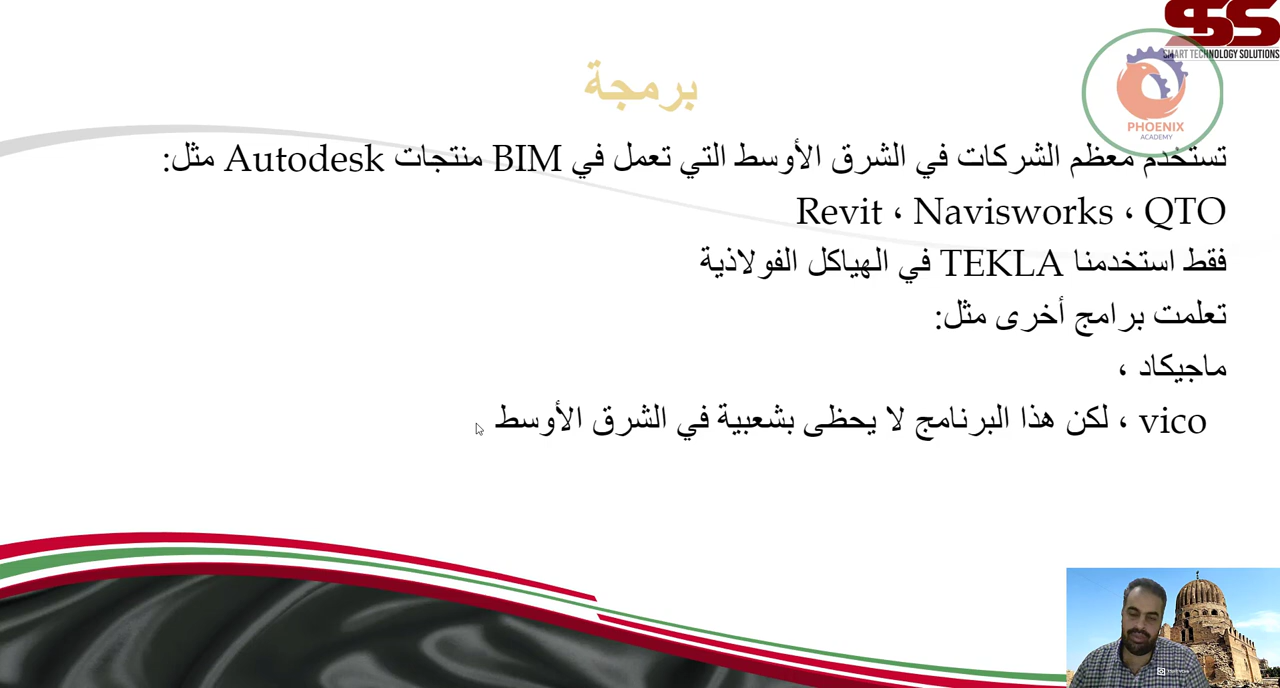 SS
SMART TECHNOLOGY SOLUTIONS
PHOENIX
ACADEMY
برمجة
تستخدم معظم الشركات في الشرق الأوسط التي تعمل في BIM منتجات Autodesk مثل:
Revit ، Navisworks ، QTO
فقط استخدمنا TEKLA في الهياكل الفولاذية
تعلمت برامج أخرى مثل:
ماجيكاد ،
vico ، لكن هذا البرنامج لا يحظى بشعبية في الشرق الأوسط